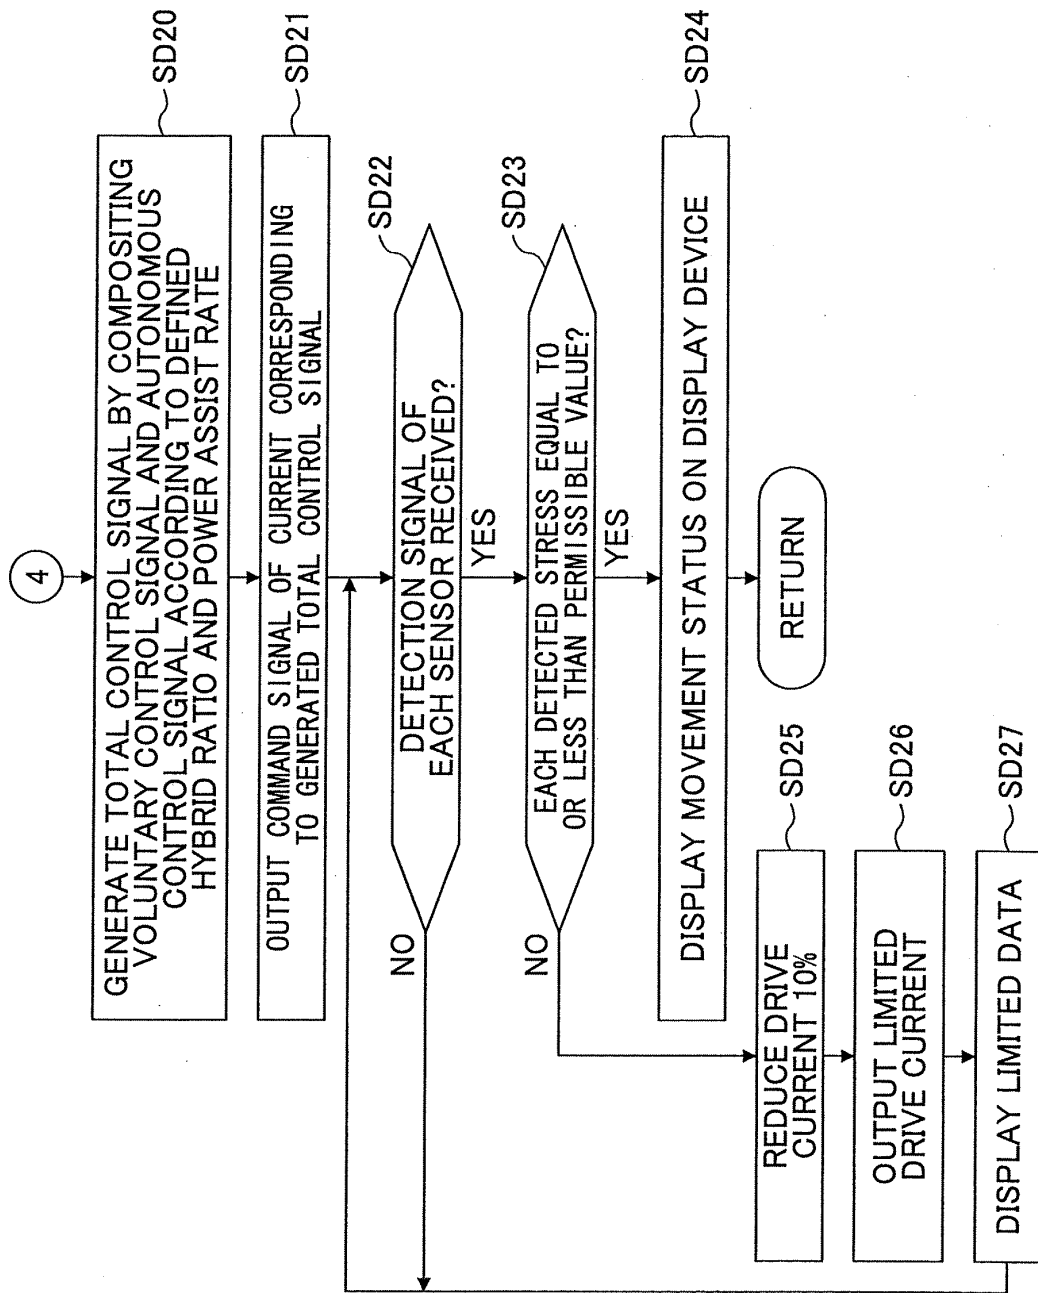 4
GENERATE TOTAL CONTROL SIGNAL BY COMPOSITING
VOLUNTARY CONTROL SIGNAL AND AUTONOMOUS
CONTROL SIGNAL ACCORDING TO DEFINED
HYBRID RATIO AND POWER ASSIST RATE
SD20
OUTPUT COMMAND SIGNAL OF CURRENT CORRESPONDING
TO GENERATED TOTAL CONTROL SIGNAL
SD21
DETECTION SIGNAL OF
EACH SENSOR RECEIVED?
SD22
NO
YES
EACH DETECTED STRESS EQUAL TO
OR LESS THAN PERMISSIBLE VALUE?
SD23
NO
YES
DISPLAY MOVEMENT STATUS ON DISPLAY DEVICE
SD24
RETURN
REDUCE DRIVE
CURRENT 10%
SD25
OUTPUT LIMITED
DRIVE CURRENT
SD26
DISPLAY LIMITED DATA
SD27